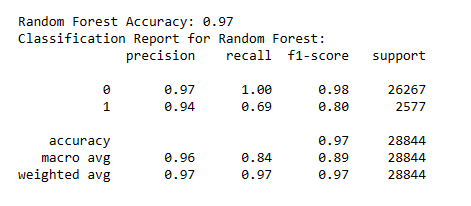 Random Forest Accuracy: 0.97
Classification Report for Random Forest:
precision recall f1-score support
0 0.97 1.00 0.98 26267
1 0.94 0.69 0.80 2577
accuracy 0.97 28844
macro avg 0.96 0.84 0.89 28844
weighted avg 0.97 0.97 0.97 28844